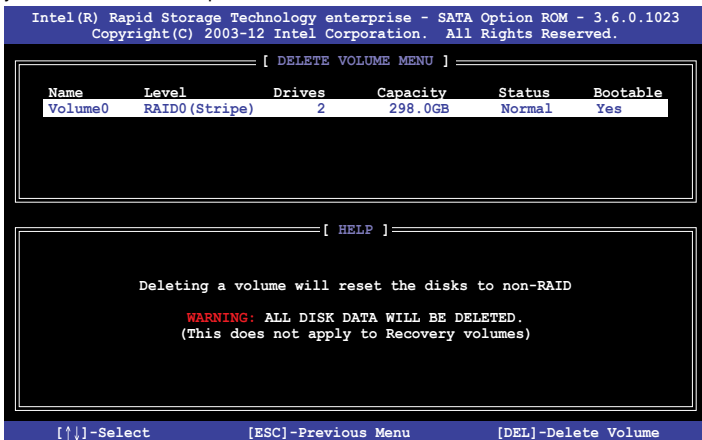 Intel(R) Rapid Storage Technology enterprise - SATA Option ROM - 3.6.0.1023
Copyright(C) 2003-12 Intel Corporation. All Rights Reserved.
[ DELETE VOLUME MENU ]
Name Level Drives Capacity Status Bootable
Volume0 RAID0(Stripe) 2 298.0GB Normal Yes
[ HELP ]
Deleting a volume will reset the disks to non-RAID
WARNING: ALL DISK DATA WILL BE DELETED.
(This does not apply to Recovery volumes)
[↑↓]-Select [ESC]-Previous Menu [DEL]-Delete Volume